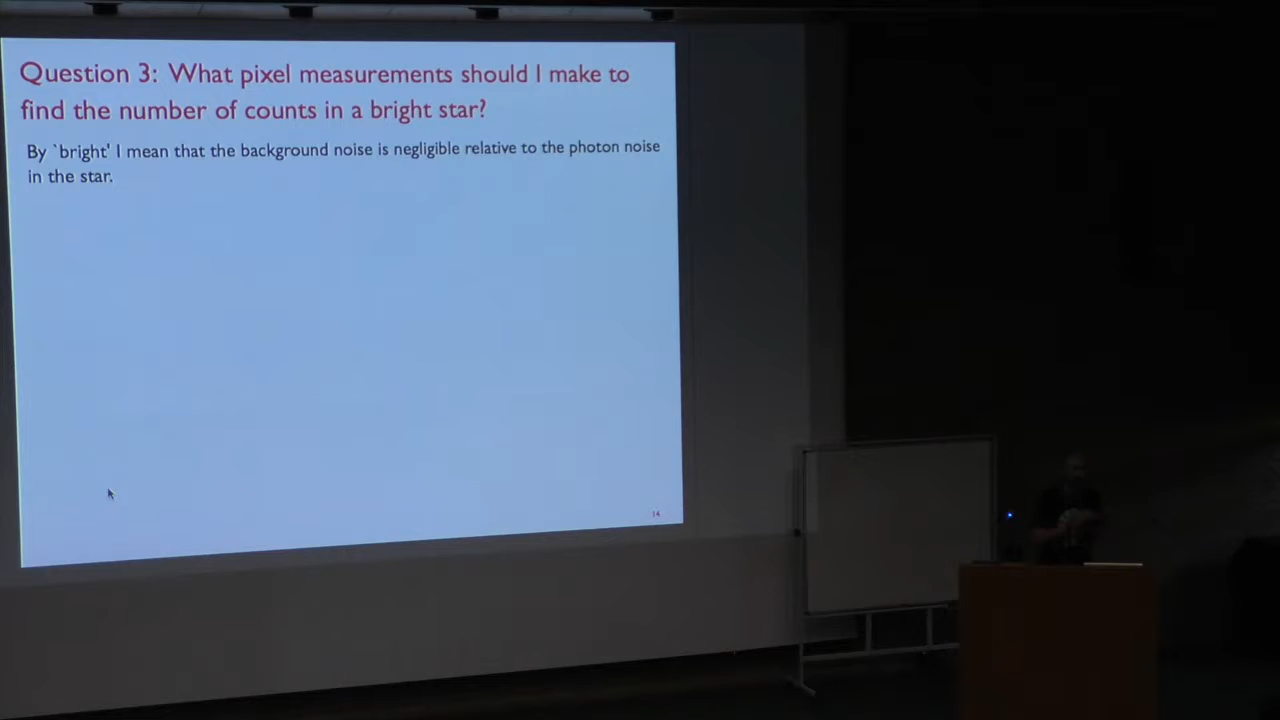 Question 3: What pixel measurements should I make to
find the number of counts in a bright star?
By `bright' I mean that the background noise is negligible relative to the photon noise
in the star.
14